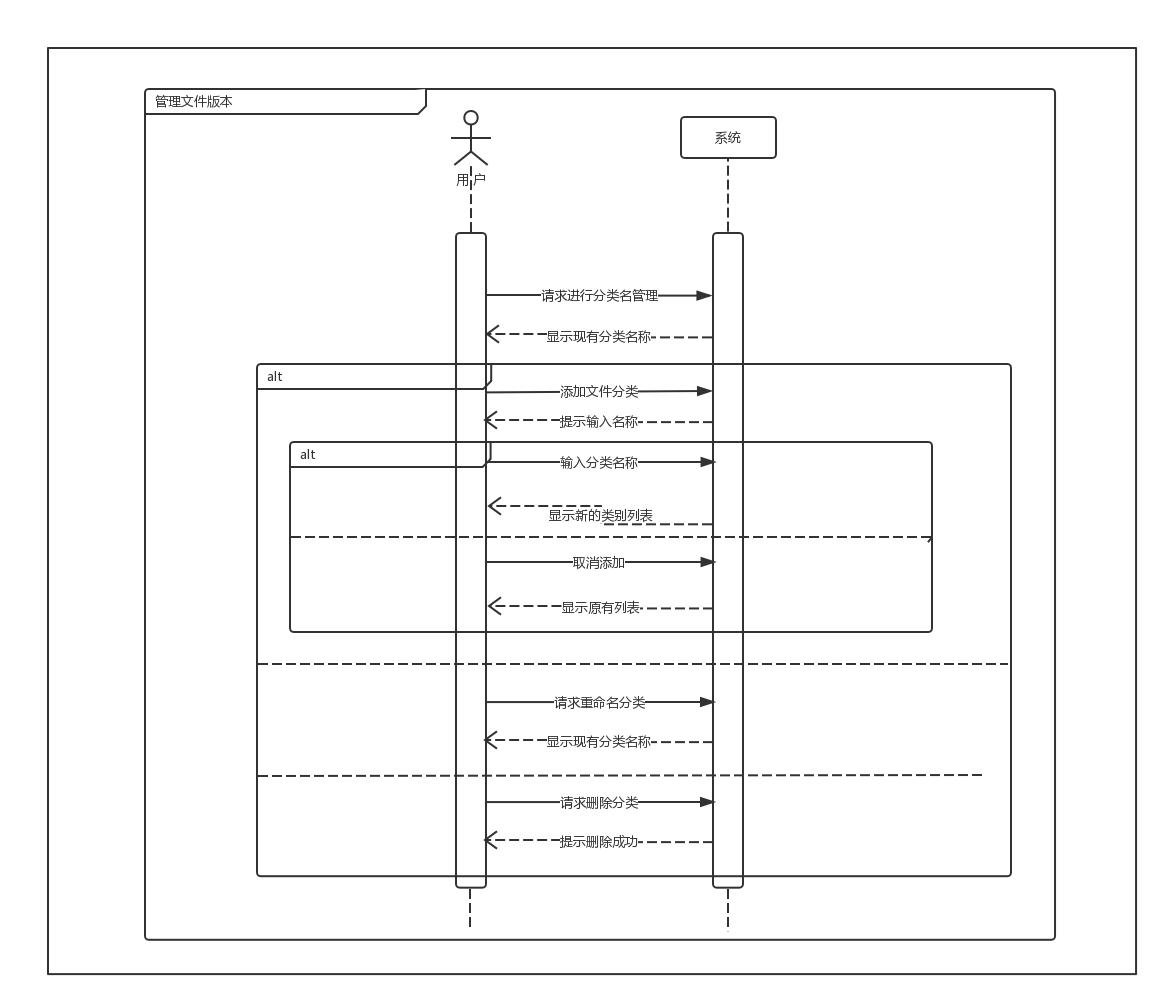 管理文件版本
用户
系统
请求进行分类名管理
显示现有分类名称
alt
添加文件分类
提示输入名称
alt
输入分类名称
显示新的类别列表
取消添加
显示原有列表
请求重命名分类
显示现有分类名称
请求删除分类
提示删除成功